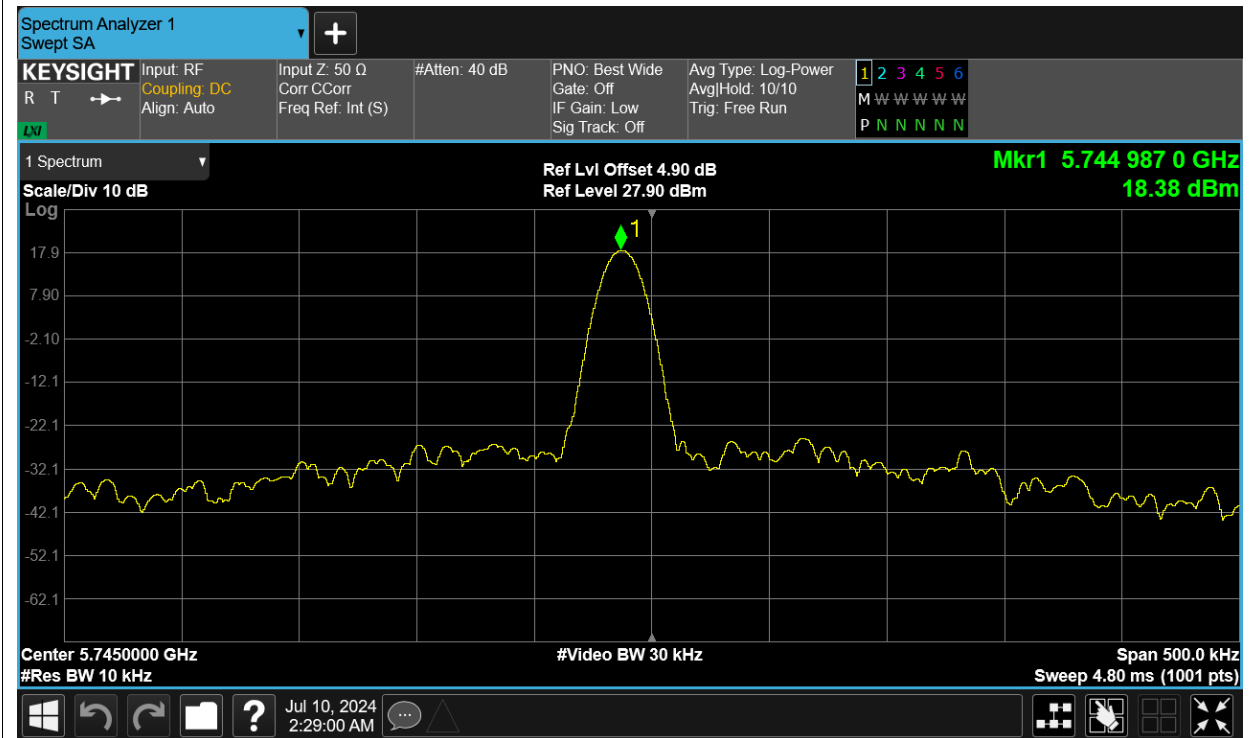 Spectrum Analyzer 1
Swept SA
+
KEYSIGHT
R T
LXI
Input: RF
Coupling: DC
Align: Auto
Input Z: 50 Ω
Corr CCorr
Freq Ref: Int (S)
#Atten: 40 dB
PNO: Best Wide
Gate: Off
IF Gain: Low
Sig Track: Off
Avg Type: Log-Power
Avg|Hold: 10/10
Trig: Free Run
1 2 3 4 5 6
M W W W W W
P N N N N N
1 Spectrum
Scale/Div 10 dB
Log
Ref Lvl Offset 4.90 dB
Ref Level 27.90 dBm
Mkr1 5.744 987 0 GHz
18.38 dBm
1
17.9
7.90
-2.10
-12.1
-22.1
-32.1
-42.1
-52.1
-62.1
Center 5.7450000 GHz
#Res BW 10 kHz
#Video BW 30 kHz
Span 500.0 kHz
Sweep 4.80 ms (1001 pts)
?
Jul 10, 2024
2:29:00 AM